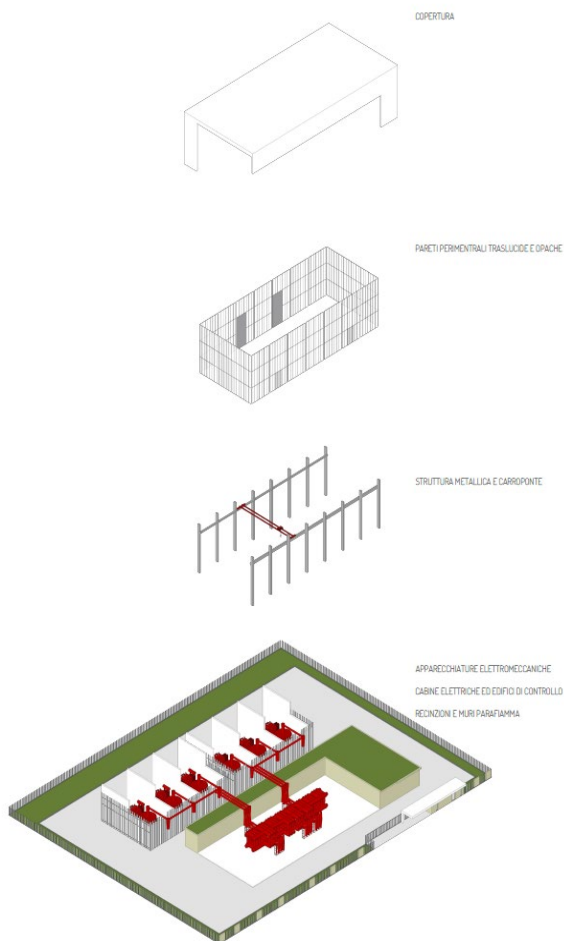 COPERTURA
PARETI PERIMENTRALI TRASLUCIDE E OPACHE
STRUTTURA METALLICA E CARROPONTE
APPARECCHIATURE ELETTROMECCANICHE
CABINE ELETTRICHE ED EDIFICI DI CONTROLLO
RECINZIONI E MURI PARAFIAMMA